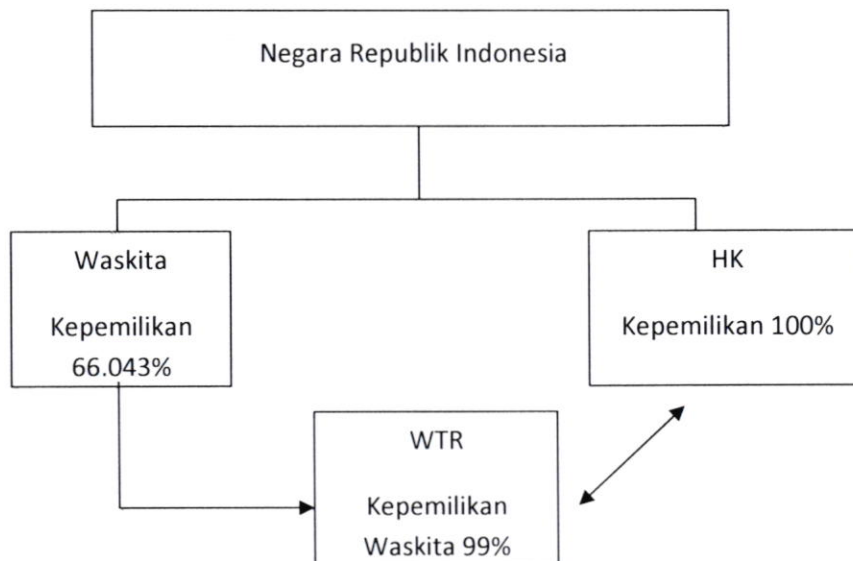 Negara Republik Indonesia
Waskita
Kepemilikan
66.043%
HK
Kepemilikan 100%
WTR
Kepemilikan
Waskita 99%